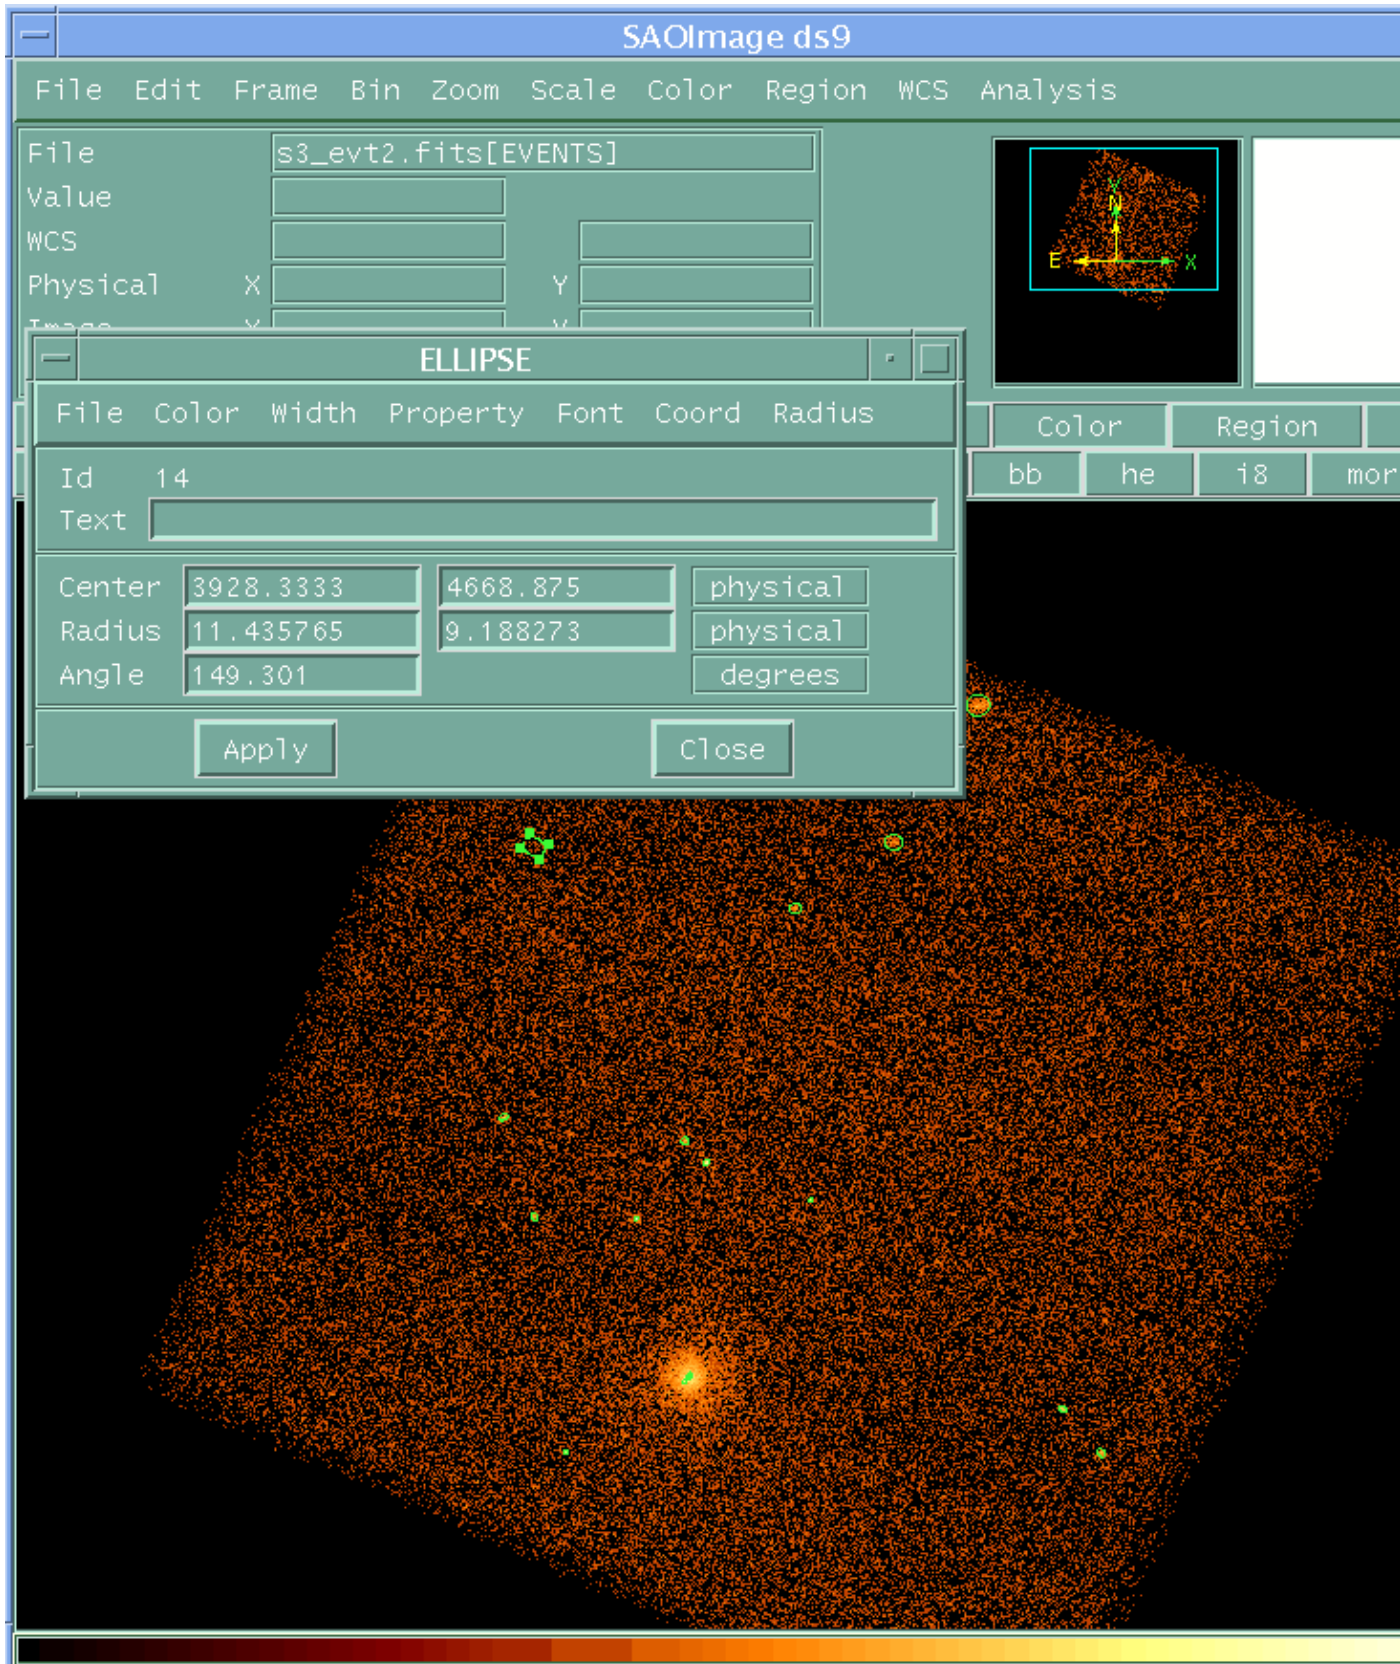 SAOImage ds9
File Edit Frame Bin Zoom Scale Color Region WCS Analysis
File s3_evt2.fits[EVENTS]
Value
WCS
Physical X Y
Image X Y
Y
N
E X
ELLIPSE
File Color Width Property Font Coord Radius
Color Region
bb he i8 mor
Id 14
Text
Center 3928.3333 4668.875 physical
Radius 11.435765 9.188273 physical
Angle 149.301 degrees
Apply Close